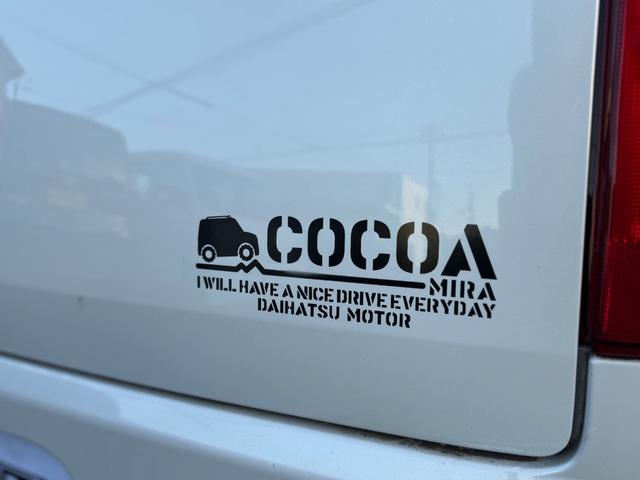 COCOA
MIRA
I WILL HAVE A NICE DRIVE EVERYDAY
DAIHATSU MOTOR